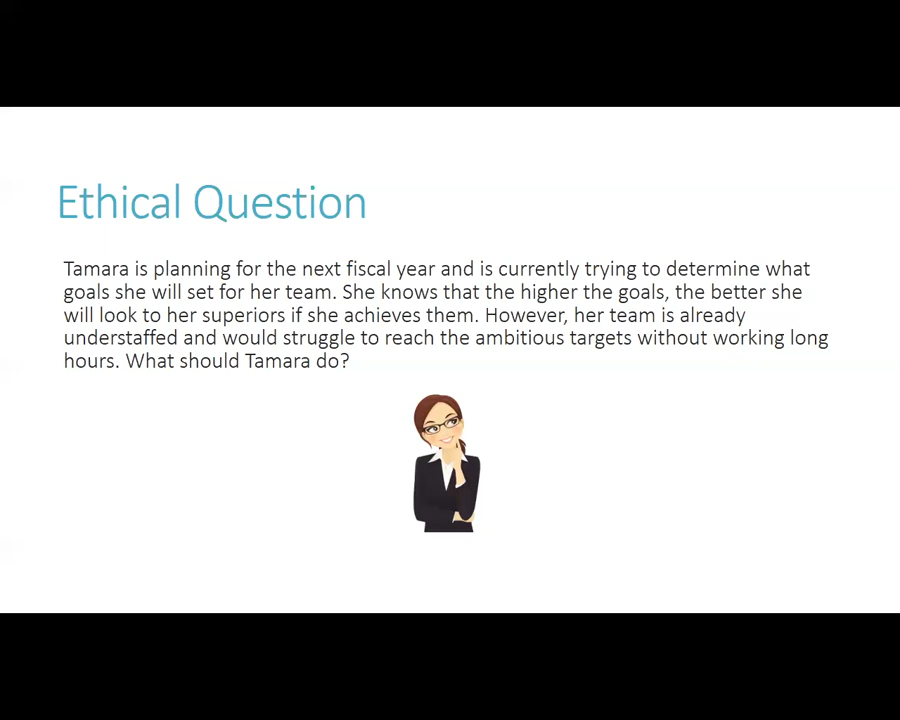 Ethical Question
Tamara is planning for the next fiscal year and is currently trying to determine what
goals she will set for her team. She knows that the higher the goals, the better she
will look to her superiors if she achieves them. However, her team is already
understaffed and would struggle to reach the ambitious targets without working long
hours. What should Tamara do?